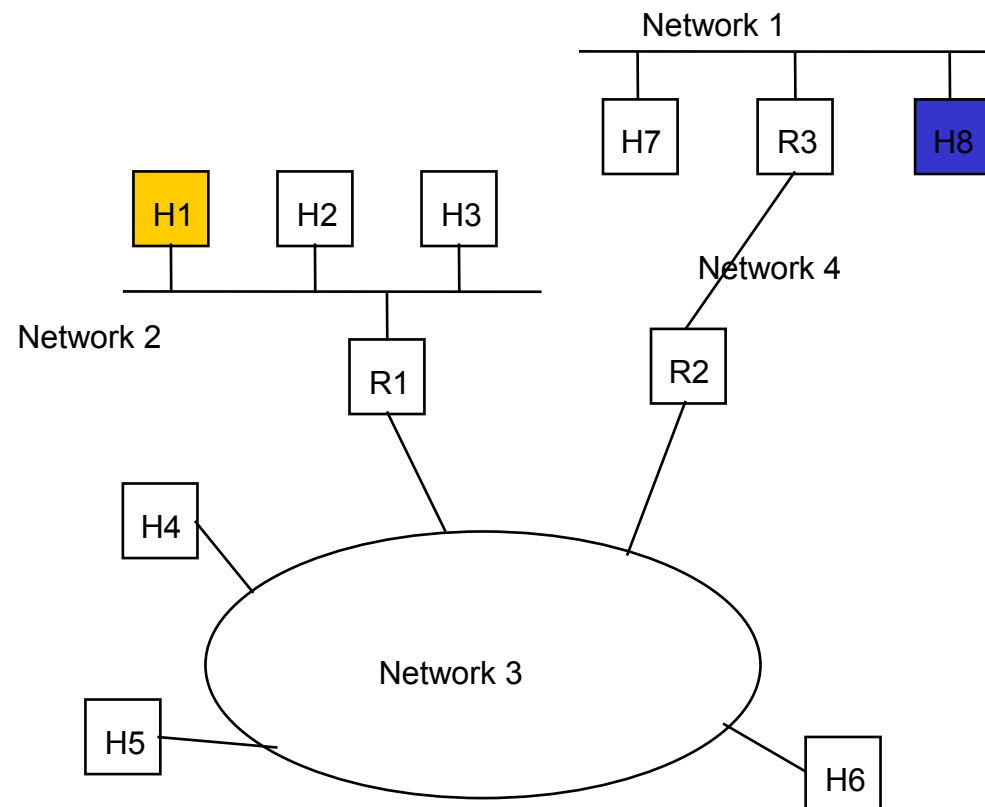 Network 1
H7
R3
H8
H1
H2
H3
Network 4
Network 2
R1
R2
H4
Network 3
H5
H6